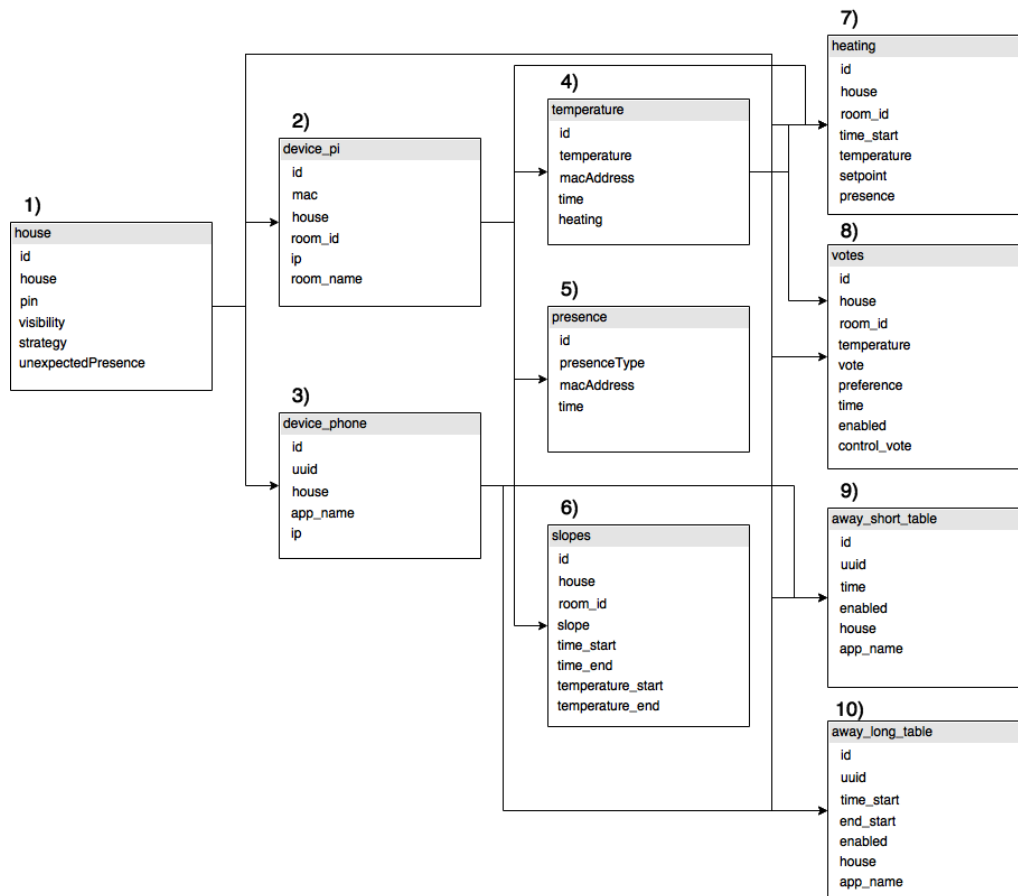 1)
house
id
house
pin
visibility
strategy
unexpectedPresence
2)
device_pi
id
mac
house
room_id
ip
room_name
3)
device_phone
id
uuid
house
app_name
ip
4)
temperature
id
temperature
macAddress
time
heating
5)
presence
id
presenceType
macAddress
time
6)
slopes
id
house
room_id
slope
time_start
time_end
temperature_start
temperature_end
7)
heating
id
house
room_id
time_start
temperature
setpoint
presence
8)
votes
id
house
room_id
temperature
vote
preference
time
enabled
control_vote
9)
away_short_table
id
uuid
time
enabled
house
app_name
10)
away_long_table
id
uuid
time_start
end_start
enabled
house
app_name